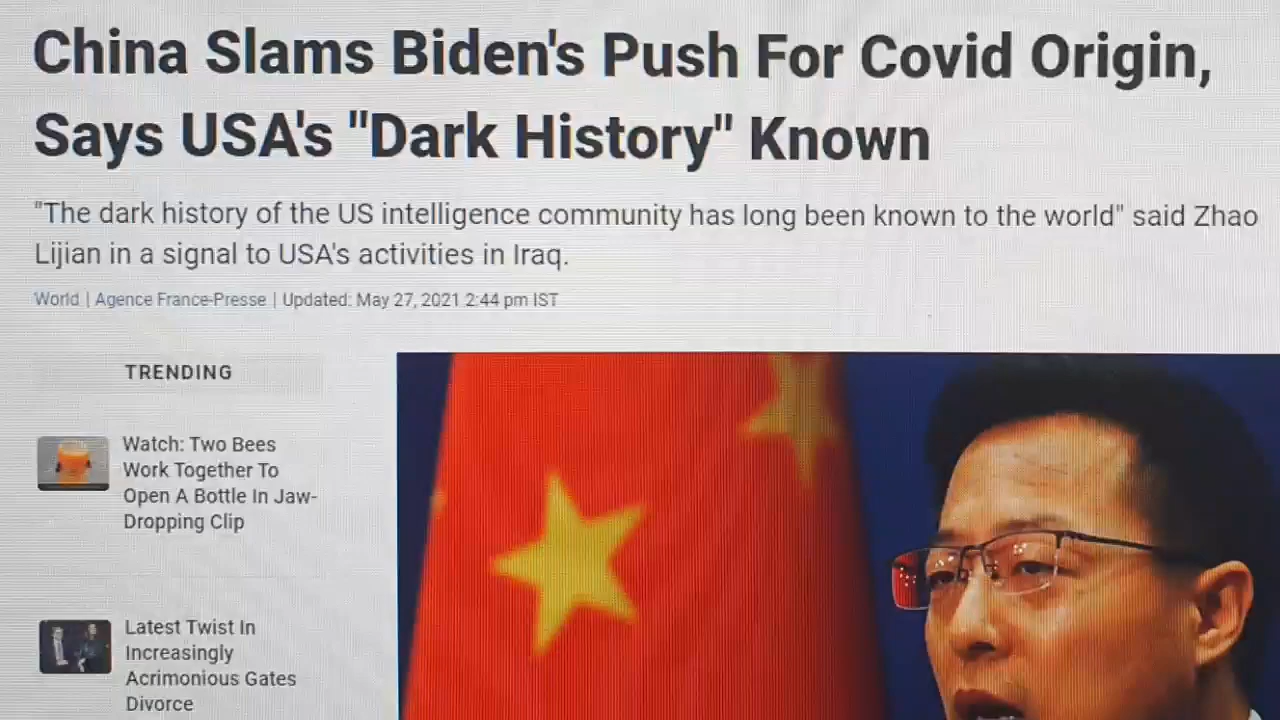 China Slams Biden's Push For Covid Origin,
Says USA's "Dark History" Known
"The dark history of the US intelligence community has long been known to the world" said Zhao
Lijian in a signal to USA's activities in Iraq.
World | Agence France-Presse | Updated: May 27, 2021 2:44 pm IST
TRENDING
Watch: Two Bees
Work Together To
Open A Bottle In Jaw-
Dropping Clip
Latest Twist In
Increasingly
Acrimonious Gates
Divorce